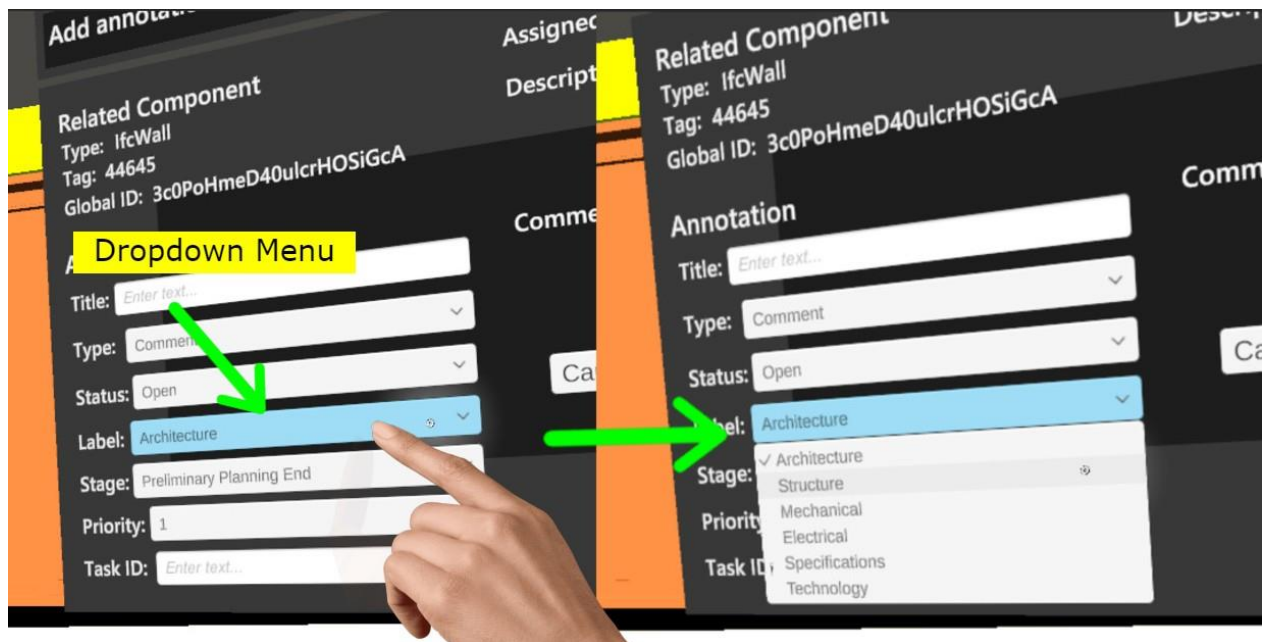 Add annotatio
Assigned
Related Component
Type: IfcWall
Tag: 44645
Global ID: 3c0PoHmeD40ulcrHOSiGcA
Descript
Comme
Dropdown Menu
Title: Enter text...
Type: Comment
Status: Open
Label: Architecture
Stage: Preliminary Planning End
Priority: 1
Task ID: Enter text...
Ca
Related Component
Type: IfcWall
Tag: 44645
Global ID: 3c0PoHmeD40ulcrHOSiGcA
Descrip
Comm
Annotation
Title: Enter text...
Type: Comment
Status: Open
Ca
Label: Architecture
Stage:
✓ Architecture
Structure
Priority
Mechanical
Electrical
Task ID
Specifications
Technology